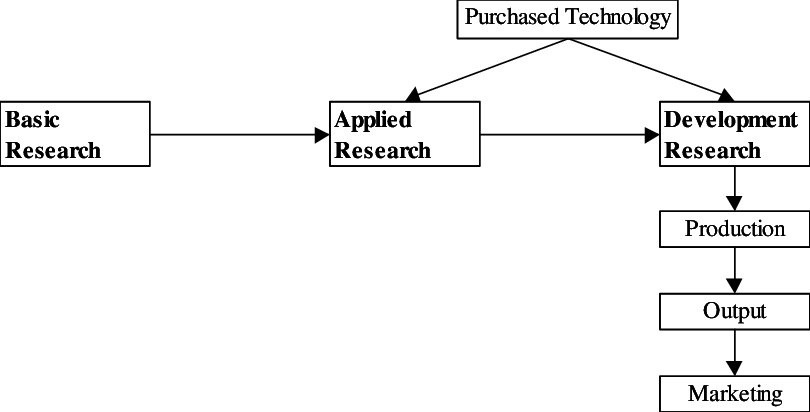 Purchased Technology
Basic
Research
Applied
Research
Development
Research
Production
Output
Marketing